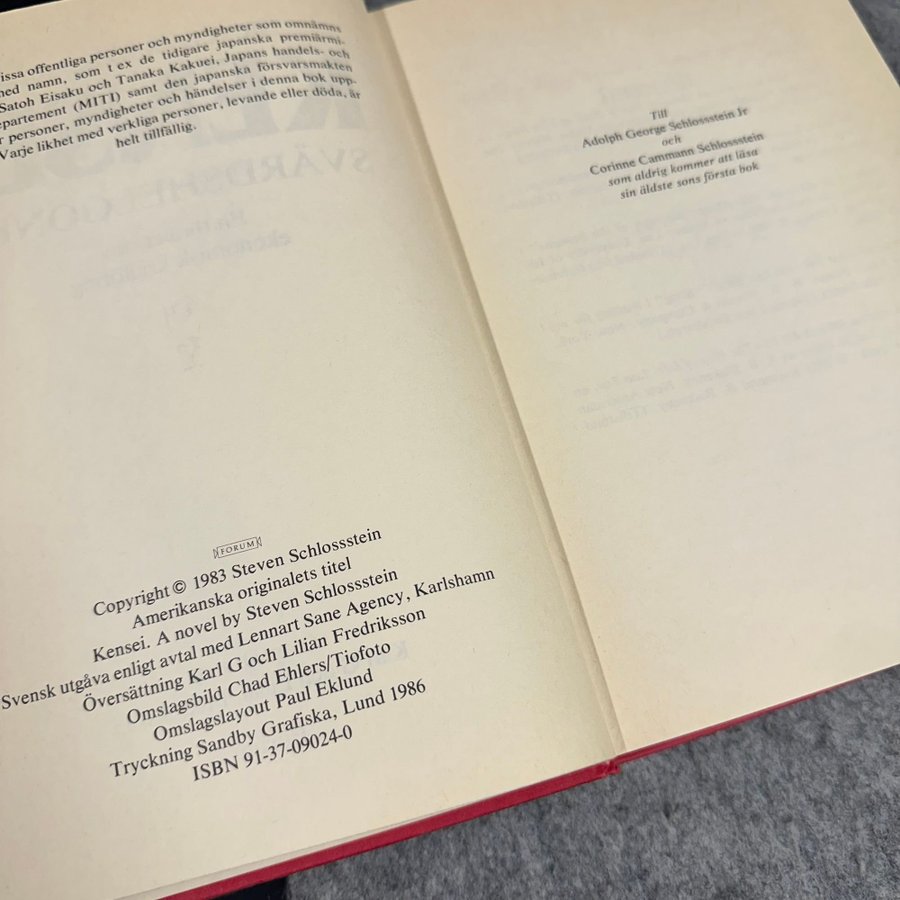 issa offentliga personer och myndigheter som omnämns
med namn, som t ex de tidigare japanska premiärmi-
Satoh Eisaku och Tanaka Kakuei, Japans handels- och
epartement (MITI) samt den japanska försvarsmakten
r personer, myndigheter och händelser i denna bok upp-
Varje likhet med verkliga personer, levande eller döda, är
helt tillfällig.
FORUM
Copyright © 1983 Steven Schlossstein
Amerikanska originalets titel
Kensei. A novel by Steven Schlossstein
Svensk utgåva enligt avtal med Lennart Sane Agency, Karlshamn
Översättning Karl G och Lilian Fredriksson
Omslagsbild Chad Ehlers/Tiofoto
Omslagslayout Paul Eklund
Tryckning Sandby Grafiska, Lund 1986
ISBN 91-37-09024-0
Till
Adolph George Schlossstein Jr
och
Corinne Cammann Schlossstein
som aldrig kommer att läsa
sin äldste sons första bok